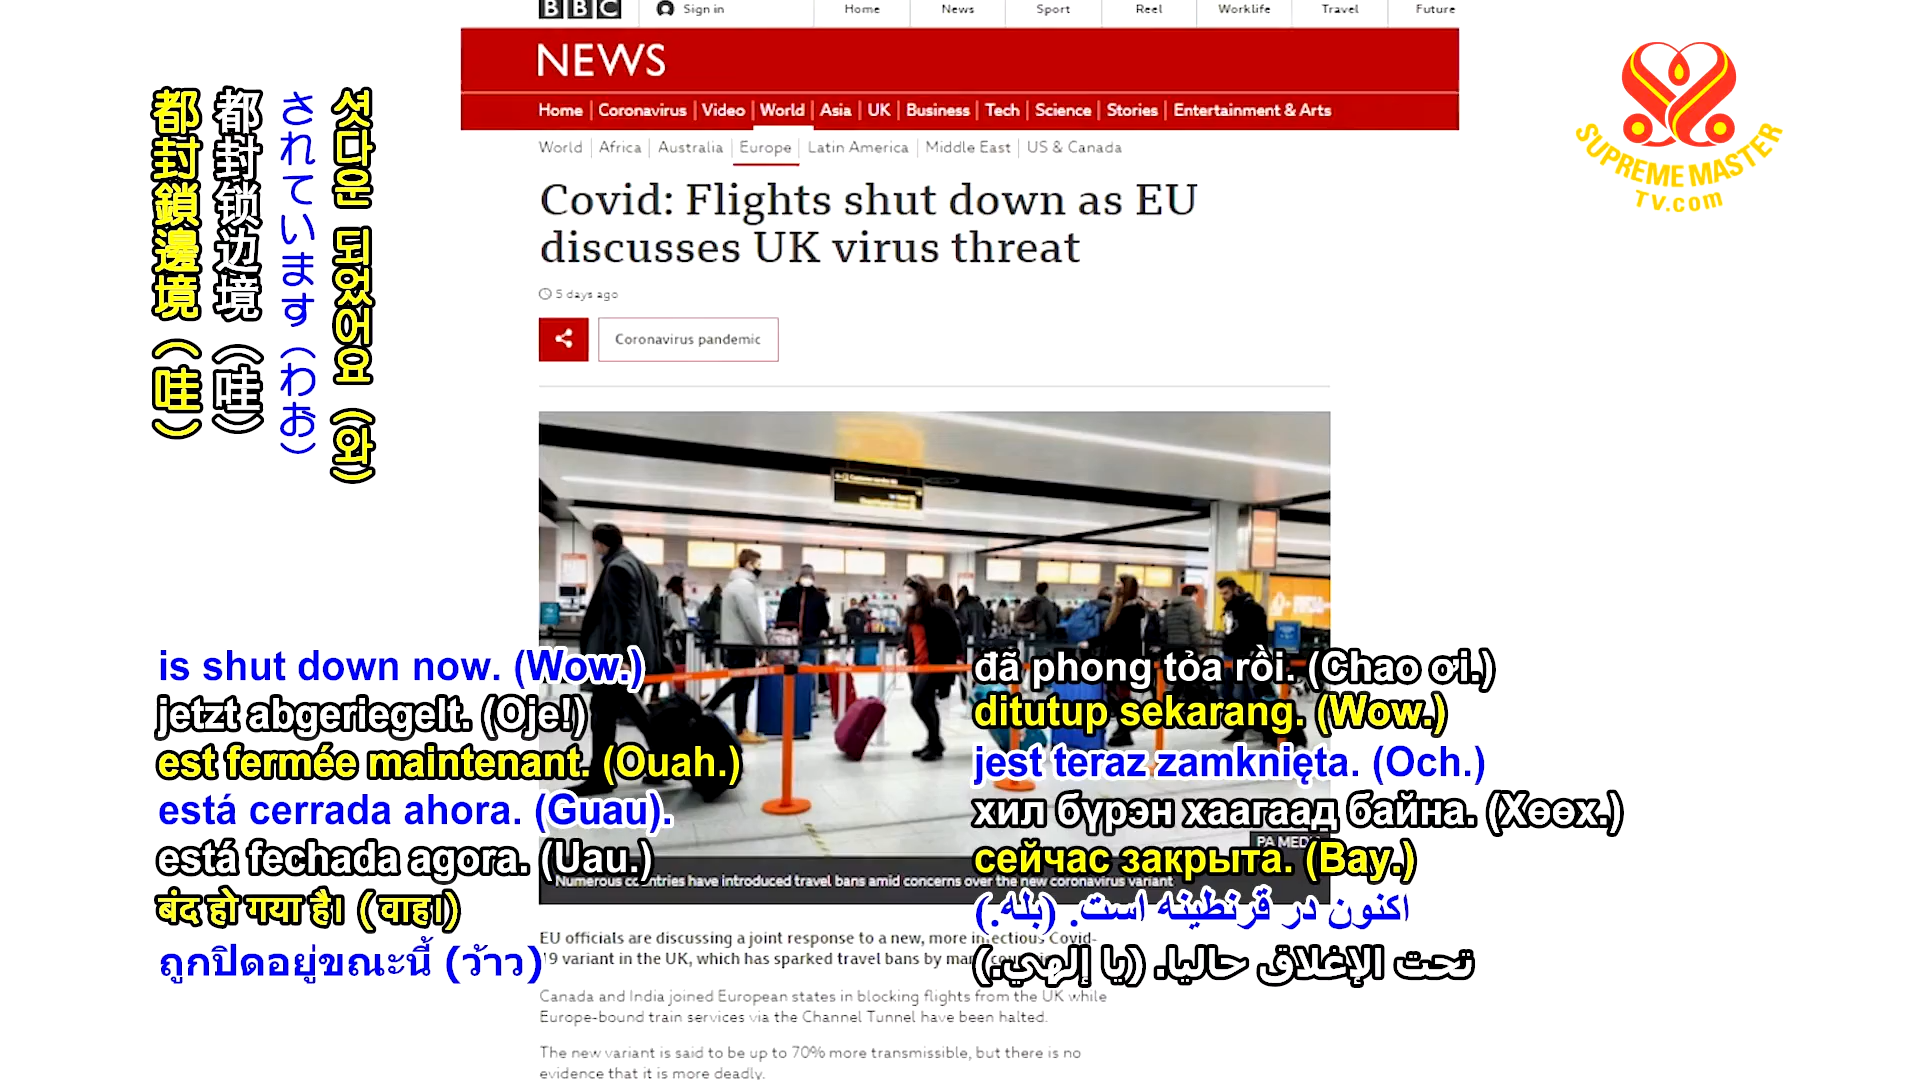 BBC
Sign in
Home
News
Sport
Reel
Worklife
Travel
Future
NEWS
Home
Coronavirus
Video
World
Asia
UK
Business
Tech
Science
Stories
Entertainment & Arts
World
Africa
Australia
Europe
Latin America
Middle East
US & Canada
Covid: Flights shut down as EU
discusses UK virus threat
5 days ago
Coronavirus pandemic
SUPREME MASTER
TV.com
셧다운 되었어요 (와)
されています (わお)
都封锁边境 (哇)
都封鎖邊境 (哇)
is shut down now. (Wow.)
jetzt abgeriegelt. (Oje!)
est fermée maintenant. (Ouah.)
está cerrada ahora. (Guau).
está fechada agora. (Uau.)
बंद हो गया है। (वाह।)
ถูกปิดอยู่ขณะนี้ (ว้าว)
đã phong tỏa rồi. (Chao ơi.)
ditutup sekarang. (Wow.)
jest teraz zamknięta. (Och.)
хил бүрэн хаагаад байна. (Хөөх.)
сейчас закрыта. (Вау.)
اکنون در قرنطینه است. (بله.)
تحت الإغلاق حاليا. (يا إلهي.)
PA MEDIA
Numerous countries have introduced travel bans amid concerns over the new coronavirus variant
EU officials are discussing a joint response to a new, more infectious Covid-
19 variant in the UK, which has sparked travel bans by many
Canada and India joined European states in blocking flights from the UK while
Europe-bound train services via the Channel Tunnel have been halted.
The new variant is said to be up to 70% more transmissible, but there is no
evidence that it is more deadly.